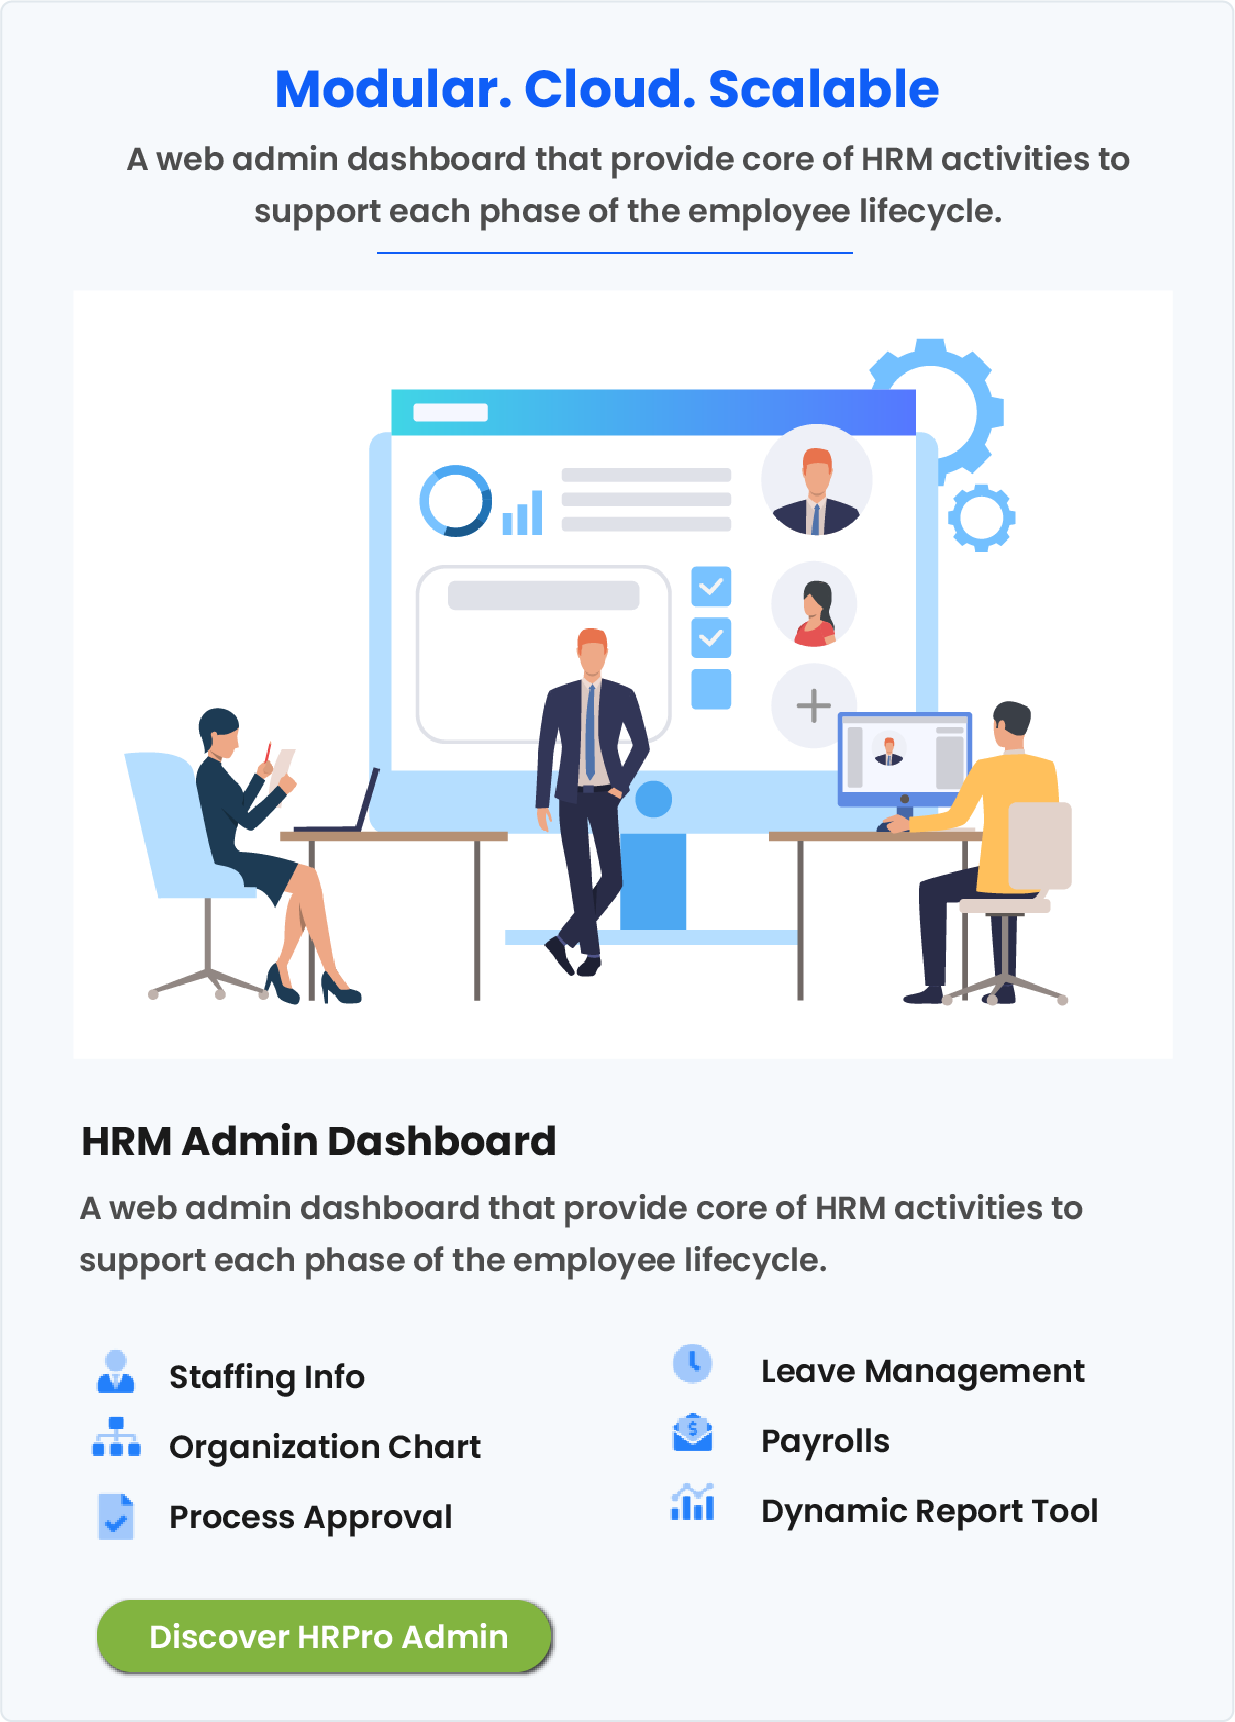 Modular. Cloud. Scalable
A web admin dashboard that provide core of HRM activities to
support each phase of the employee lifecycle.
HRM Admin Dashboard
A web admin dashboard that provide core of HRM activities to
support each phase of the employee lifecycle.
Staffing Info
Organization Chart
Process Approval
Leave Management
$
Payrolls
Dynamic Report Tool
Discover HRPro Admin